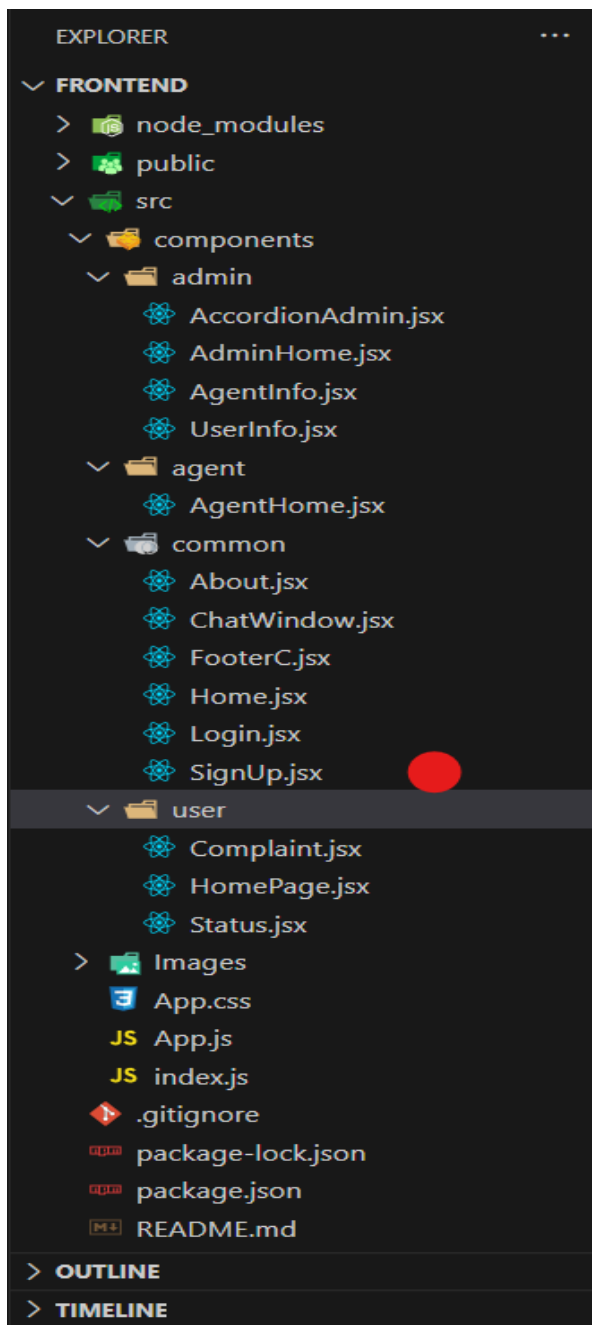 EXPLORER ...
FRONTEND
node_modules
public
src
components
admin
AccordionAdmin.jsx
AdminHome.jsx
AgentInfo.jsx
UserInfo.jsx
agent
AgentHome.jsx
common
About.jsx
ChatWindow.jsx
FooterC.jsx
Home.jsx
Login.jsx
SignUp.jsx
user
Complaint.jsx
HomePage.jsx
Status.jsx
Images
App.css
JS App.js
JS index.js
.gitignore
package-lock.json
package.json
M↓ README.md
OUTLINE
TIMELINE